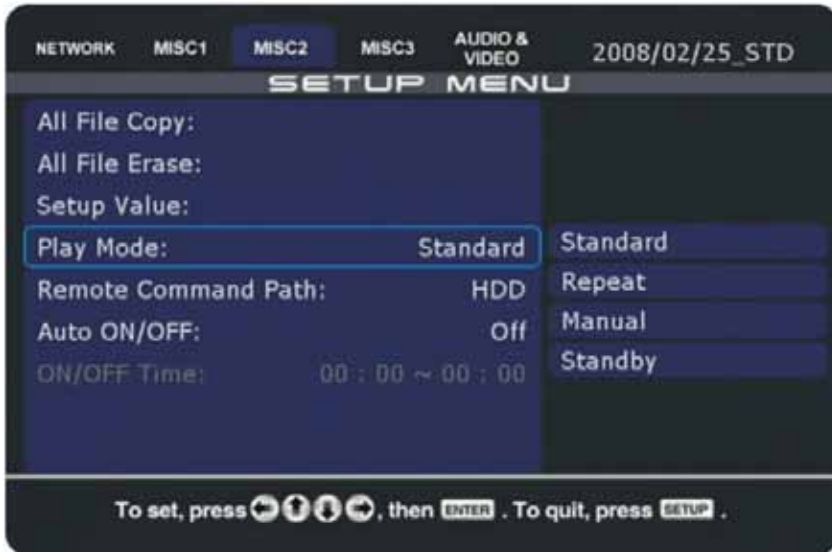 NETWORK MISC1 MISC2 MISC3 AUDIO & VIDEO 2008/02/25_STD
SETUP MENU
All File Copy:
All File Erase:
Setup Value:
Play Mode: Standard
Remote Command Path: HDD
Auto ON/OFF: Off
ON/OFF Time: 00 : 00 ~ 00 : 00
Standard
Repeat
Manual
Standby
To set, press , then ENTER . To quit, press SETUP .